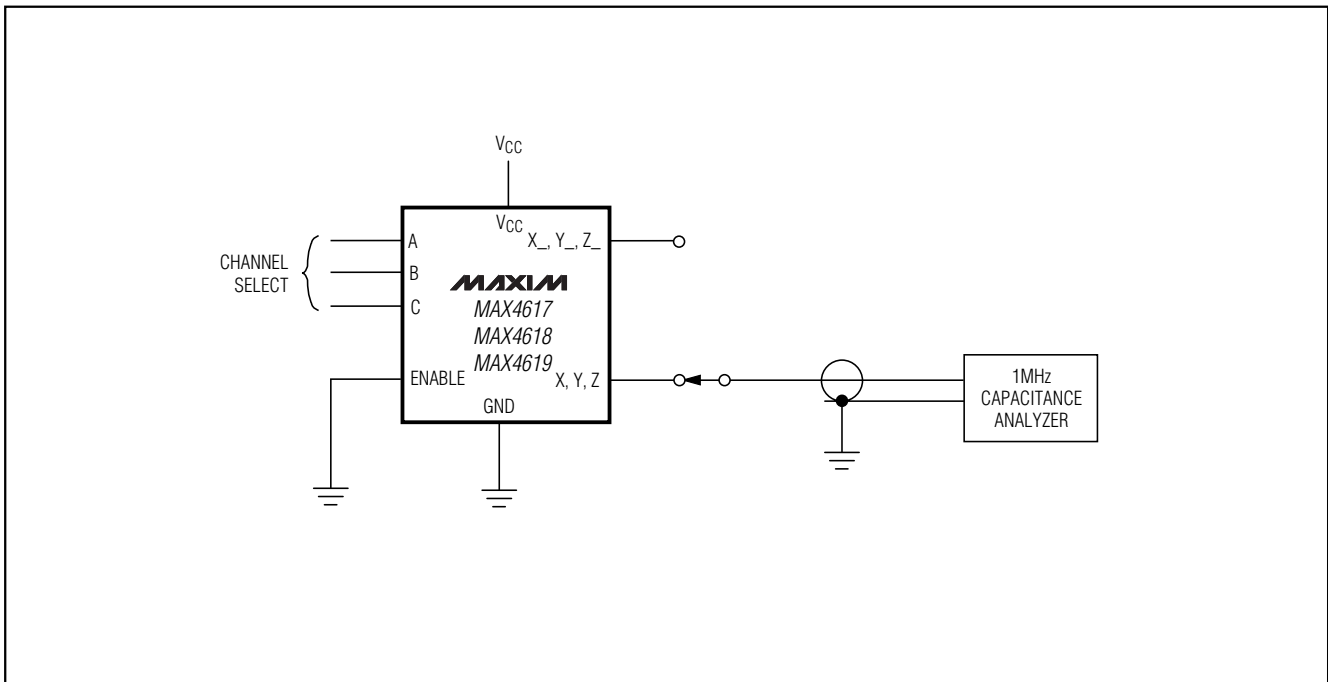 VCC
VCC
X_, Y_, Z_
A
B
C
CHANNEL
SELECT
MAXIM
MAX4617
MAX4618
MAX4619
ENABLE
X, Y, Z
GND
1MHz
CAPACITANCE
ANALYZER